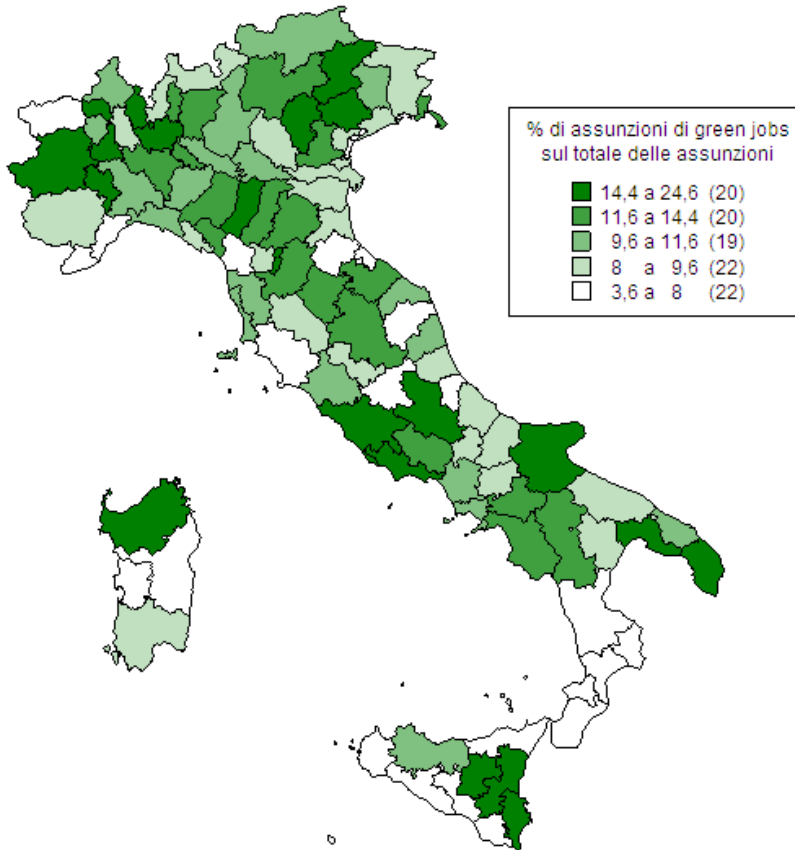 % di assunzioni di green jobs
sul totale delle assunzioni
14,4 a 24,6 (20)
11,6 a 14,4 (20)
9,6 a 11,6 (19)
8 a 9,6 (22)
3,6 a 8 (22)